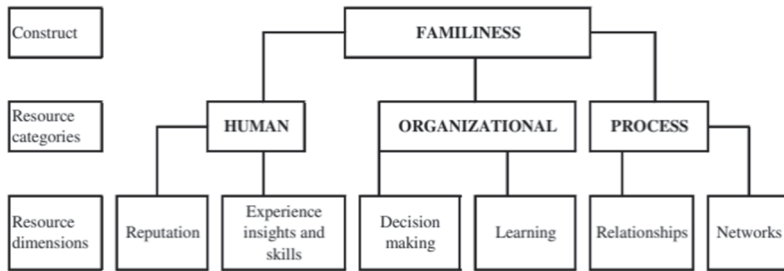 Construct
FAMILINESS
Resource
categories
HUMAN
ORGANIZATIONAL
PROCESS
Resource
dimensions
Reputation
Experience
insights and
skills
Decision
making
Learning
Relationships
Networks